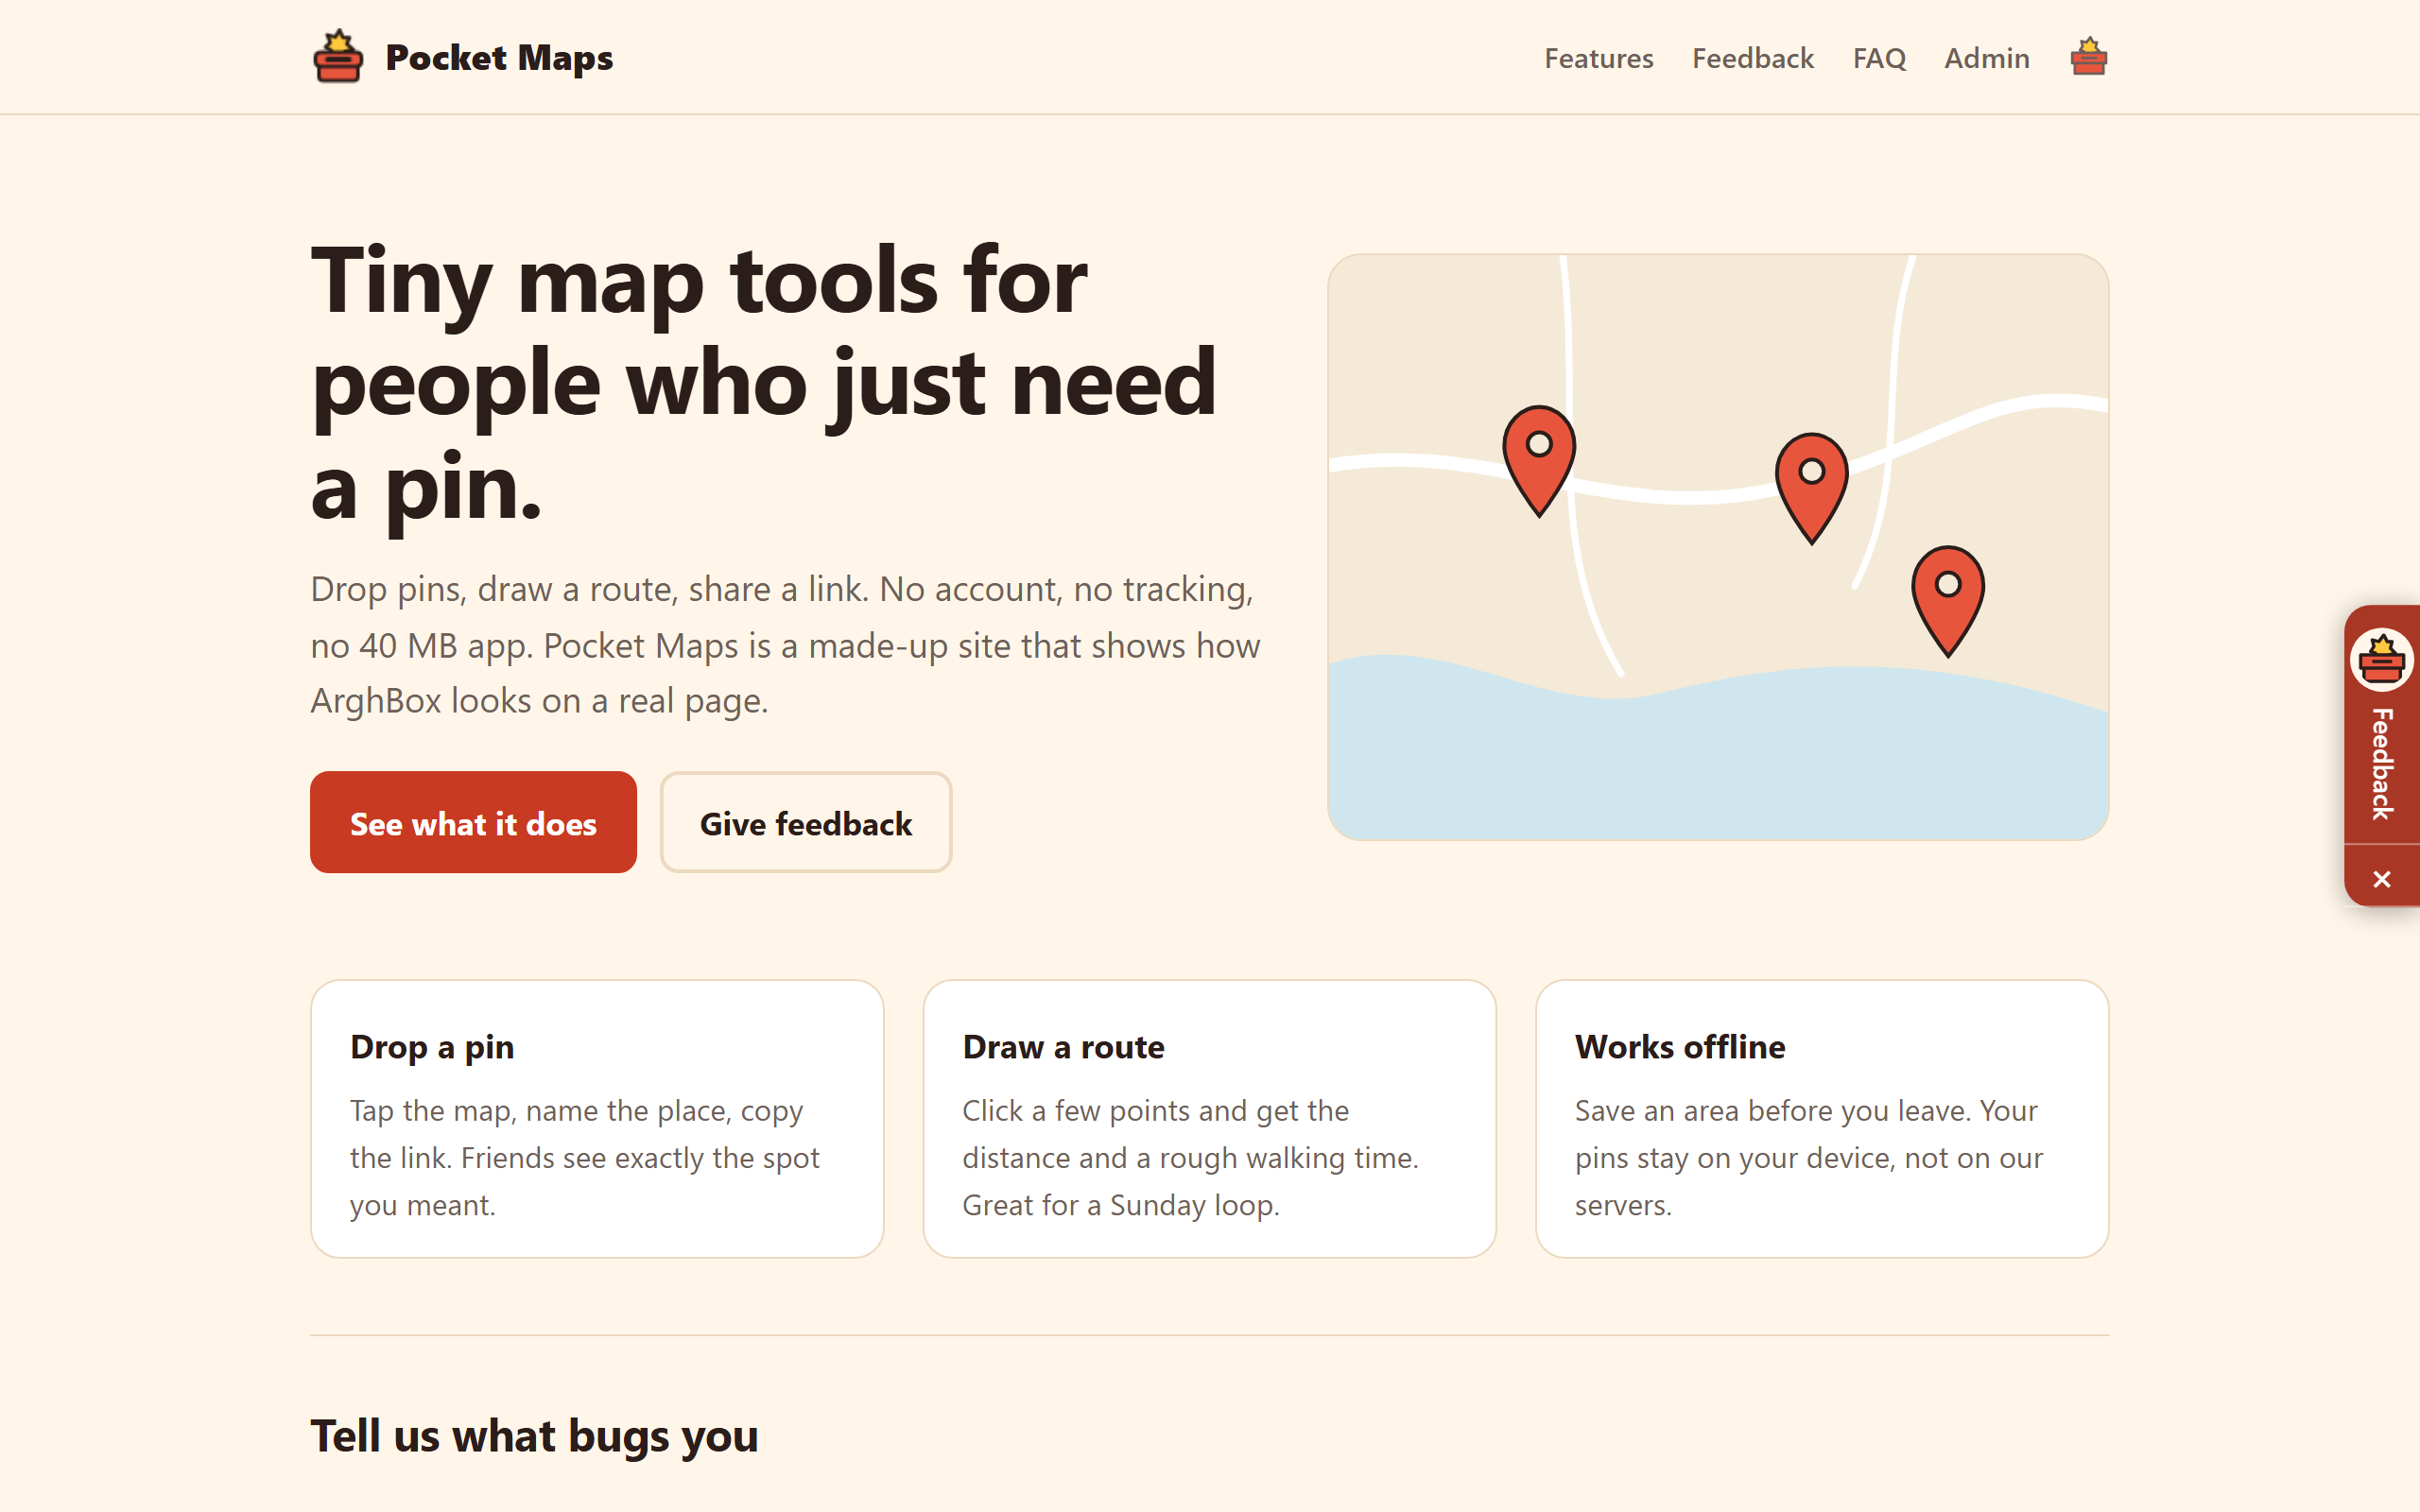 Pocket Maps
Features
Feedback
FAQ
Admin
Tiny map tools for
people who just need
a pin.
Drop pins, draw a route, share a link. No account, no tracking,
no 40 MB app. Pocket Maps is a made-up site that shows how
ArghBox looks on a real page.
See what it does
Give feedback
Feedback
×
Drop a pin
Tap the map, name the place, copy
the link. Friends see exactly the spot
you meant.
Draw a route
Click a few points and get the
distance and a rough walking time.
Great for a Sunday loop.
Works offline
Save an area before you leave. Your
pins stay on your device, not on our
servers.
Tell us what bugs you